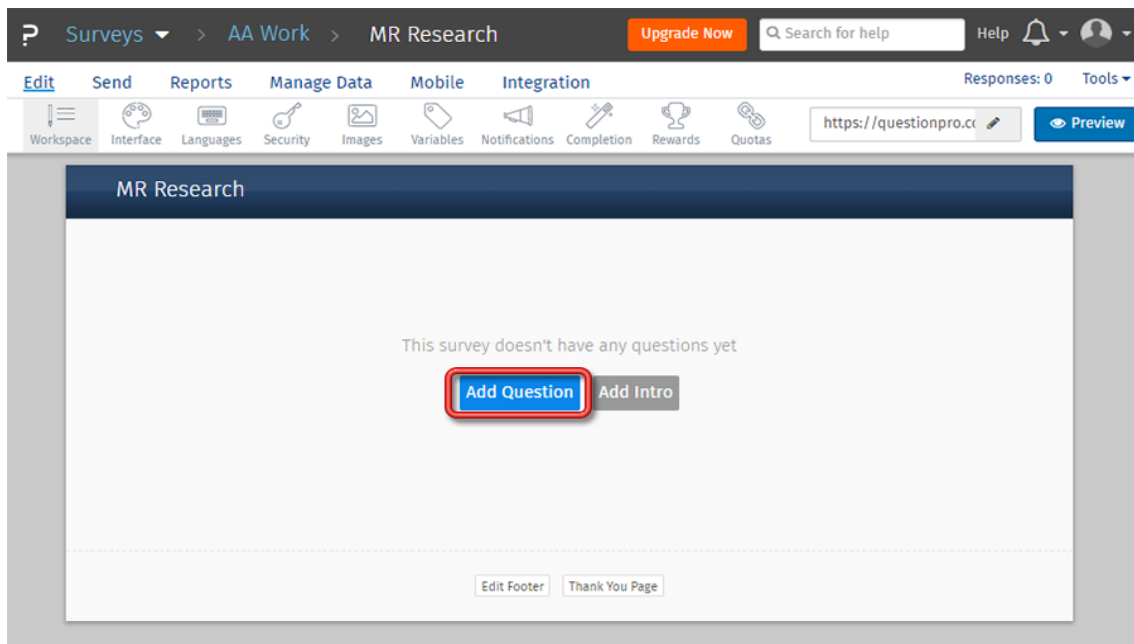 Surveys > AA Work > MR Research Upgrade Now Search for help Help
Edit Send Reports Manage Data Mobile Integration Responses: 0 Tools
Workspace Interface Languages Security Images Variables Notifications Completion Rewards Quotas https://questionpro.cc Preview
MR Research
This survey doesn't have any questions yet
Add Question Add Intro
Edit Footer Thank You Page